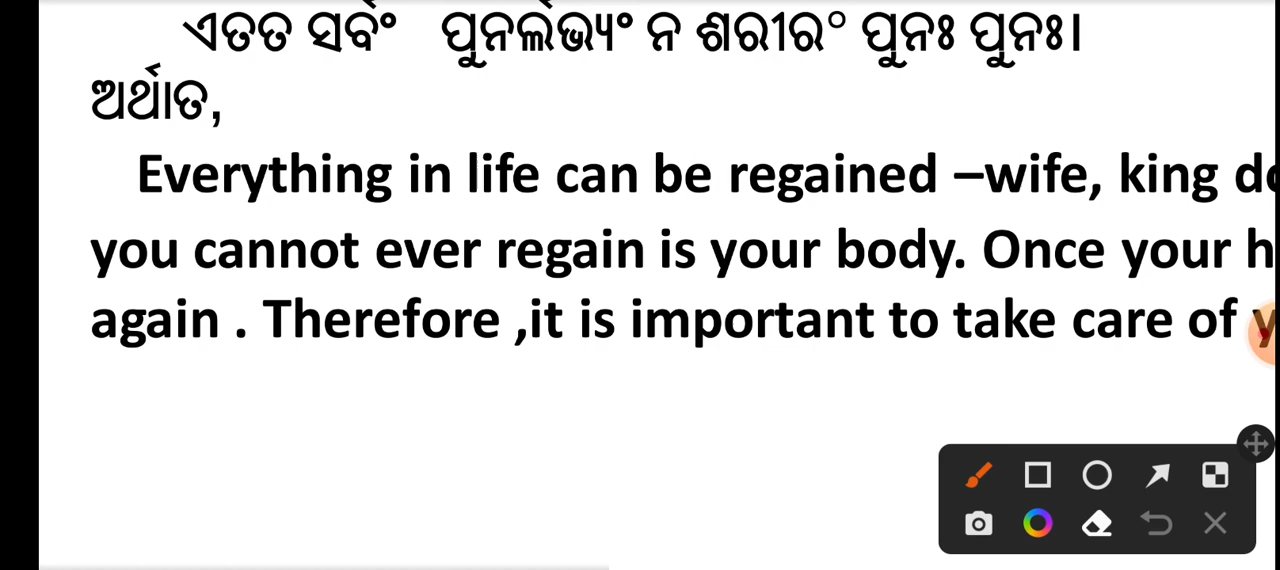 ଏତତ ସର୍ବଂ ପୁନର୍ଲଭ୍ୟଂ ନ ଶରୀରଂ ପୁନଃ ପୁନଃ।
ଅର୍ଥାତ,
Everything in life can be regained –wife, king
you cannot ever regain is your body. Once your
again . Therefore ,it is important to take care of